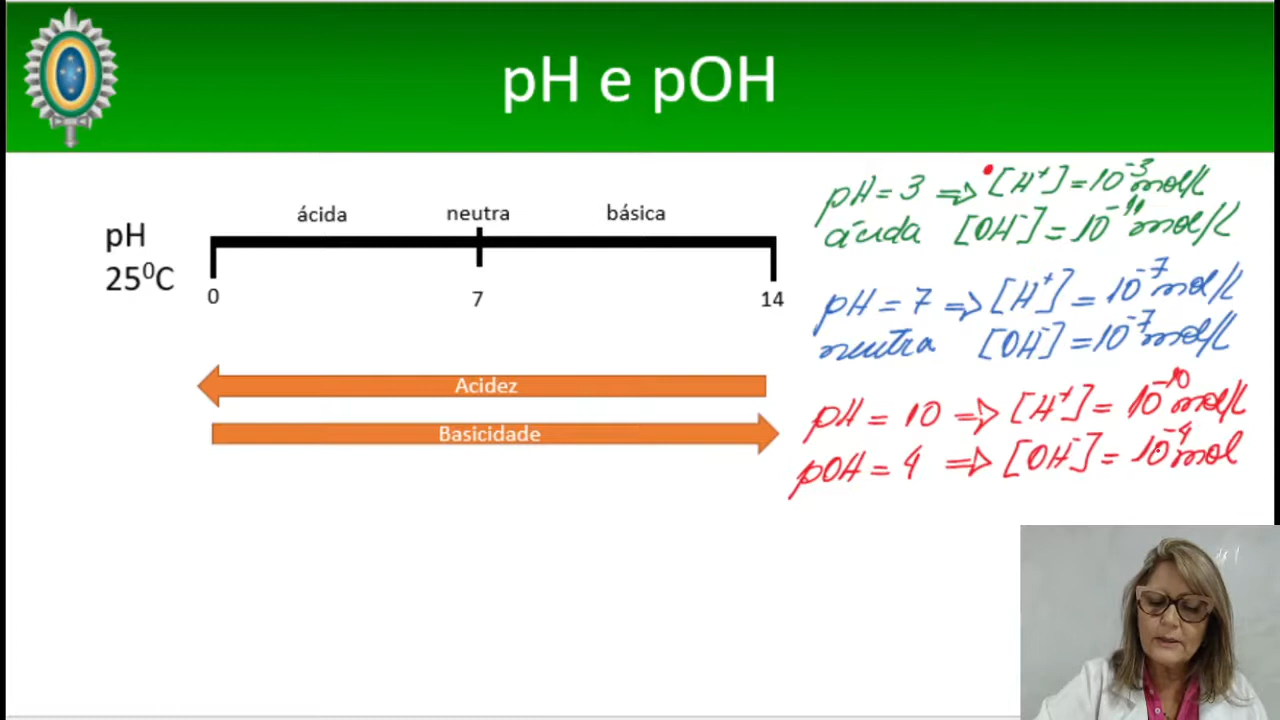 pH e pOH
ácida neutra básica
pH
25⁰C
0 7 14
Acidez
Basicidade
pH = 3 ⇒ [H⁺] = 10⁻³ mol/L
ácida [OH⁻] = 10⁻¹¹ mol/L
pH = 7 ⇒ [H⁺] = 10⁻⁷ mol/L
neutra [OH⁻] = 10⁻⁷ mol/L
pH = 10 ⇒ [H⁺] = 10⁻¹⁰ mol/L
pOH = 4 ⇒ [OH⁻] = 10⁻⁴ mol